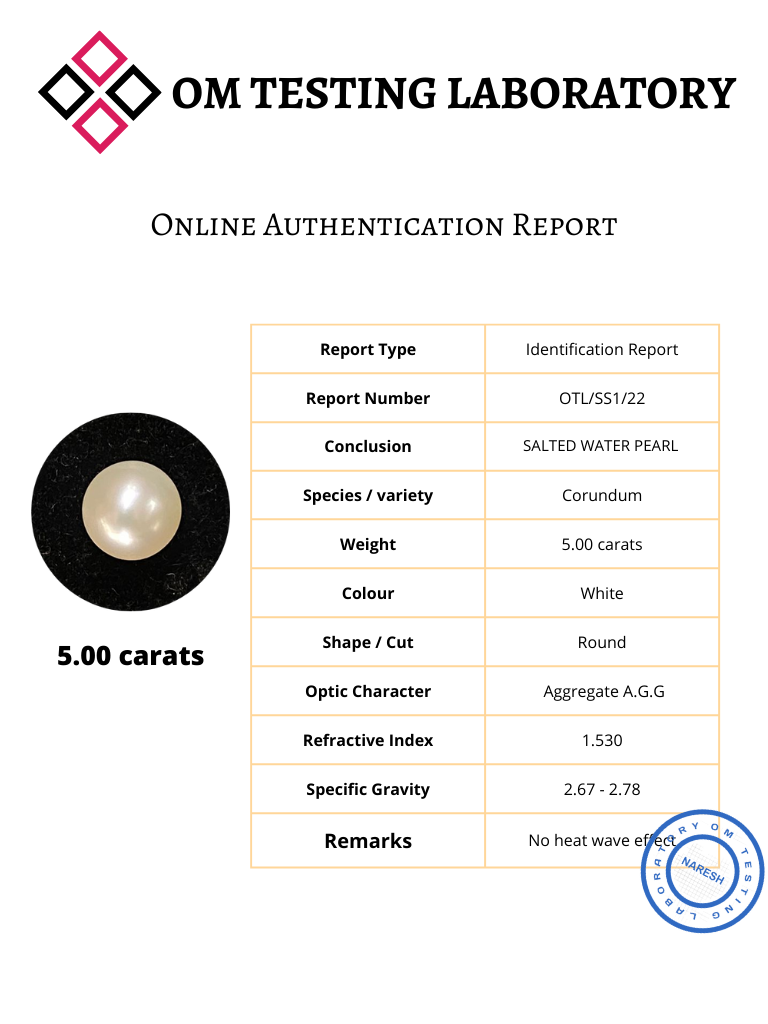 OM TESTING LABORATORY
Online Authentication Report
Report Type Identification Report
Report Number OTL/SS1/22
Conclusion SALTED WATER PEARL
Species / variety Corundum
Weight 5.00 carats
Colour White
Shape / Cut Round
Optic Character Aggregate A.G.G
Refractive Index 1.530
Specific Gravity 2.67 - 2.78
Remarks No heat wave effect
5.00 carats
OM TESTING LABORATORY
NARESH